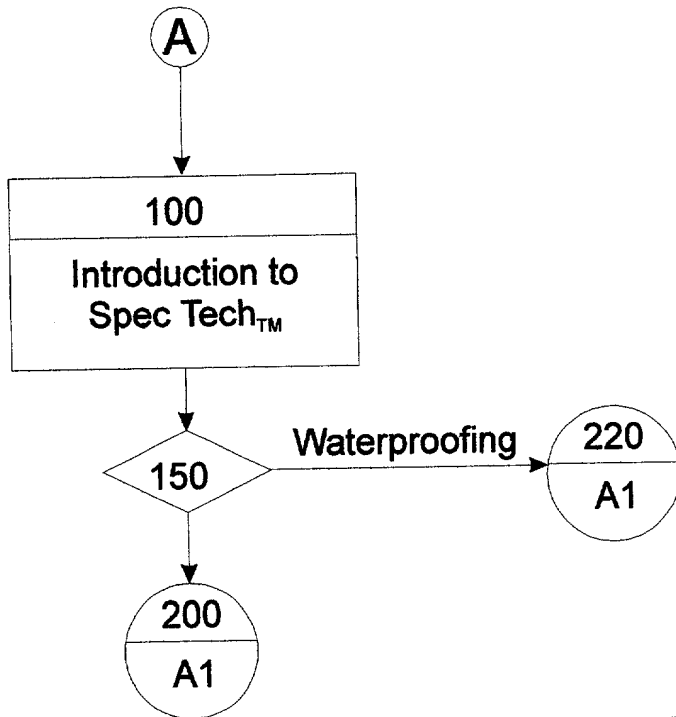 A
100
Introduction to
Spec Tech™
150
Waterproofing
220
A1
200
A1